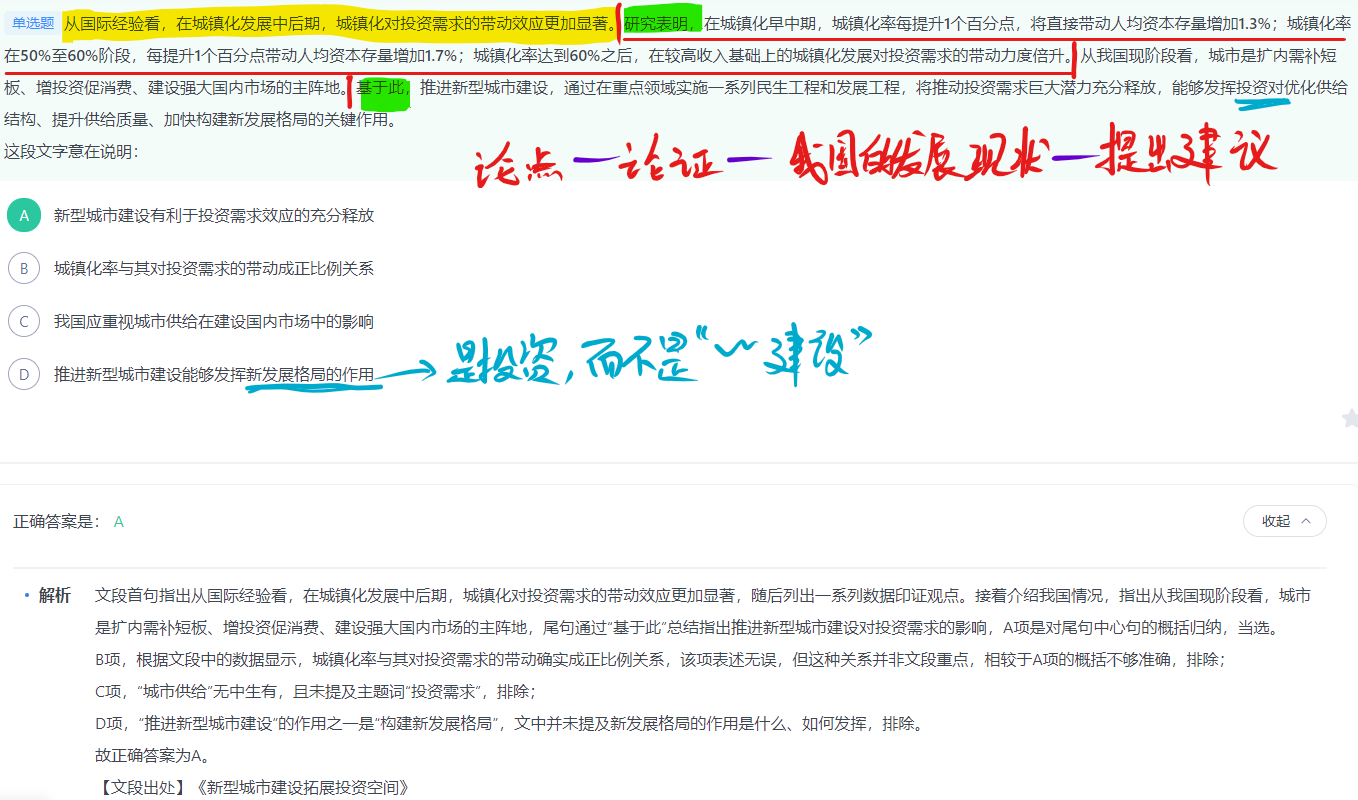 单选题 从国际经验看，在城镇化发展中后期，城镇化对投资需求的带动效应更加显著。研究表明，在城镇化早中期，城镇化率每提升1个百分点，将直接带动人均资本存量增加1.3%；城镇化率
在50%至60%阶段，每提升1个百分点带动人均资本存量增加1.7%；城镇化率达到60%之后，在较高收入基础上的城镇化发展对投资需求的带动力度倍升。从我国现阶段看，城市是扩内需补短
板、增投资促消费、建设强大国内市场的主阵地。基于此，推进新型城市建设，通过在重点领域实施一系列民生工程和发展工程，将推动投资需求巨大潜力充分释放，能够发挥投资对优化供给
结构、提升供给质量、加快构建新发展格局的关键作用。
这段文字意在说明：
论点—论证—我国的发展现状—提出建议
A 新型城市建设有利于投资需求效应的充分释放
B 城镇化率与其对投资需求的带动成正比例关系
C 我国应重视城市供给在建设国内市场中的影响
D 推进新型城市建设能够发挥新发展格局的作用
是投资，而不是“~建设”
正确答案是： A
收起
• 解析 文段首句指出从国际经验看，在城镇化发展中后期，城镇化对投资需求的带动效应更加显著，随后列出一系列数据印证观点。接着介绍我国情况，指出从我国现阶段看，城市
是扩内需补短板、增投资促消费、建设强大国内市场的主阵地，尾句通过“基于此”总结指出推进新型城市建设对投资需求的影响，A项是对尾句中心句的概括归纳，当选。
B项，根据文段中的数据显示，城镇化率与其对投资需求的带动确实成正比例关系，该项表述无误，但这种关系并非文段重点，相较于A项的概括不够准确，排除；
C项，“城市供给”无中生有，且未提及主题词“投资需求”，排除；
D项，“推进新型城市建设”的作用之一是“构建新发展格局”，文中并未提及新发展格局的作用是什么、如何发挥，排除。
故正确答案为A。
【文段出处】《新型城市建设拓展投资空间》